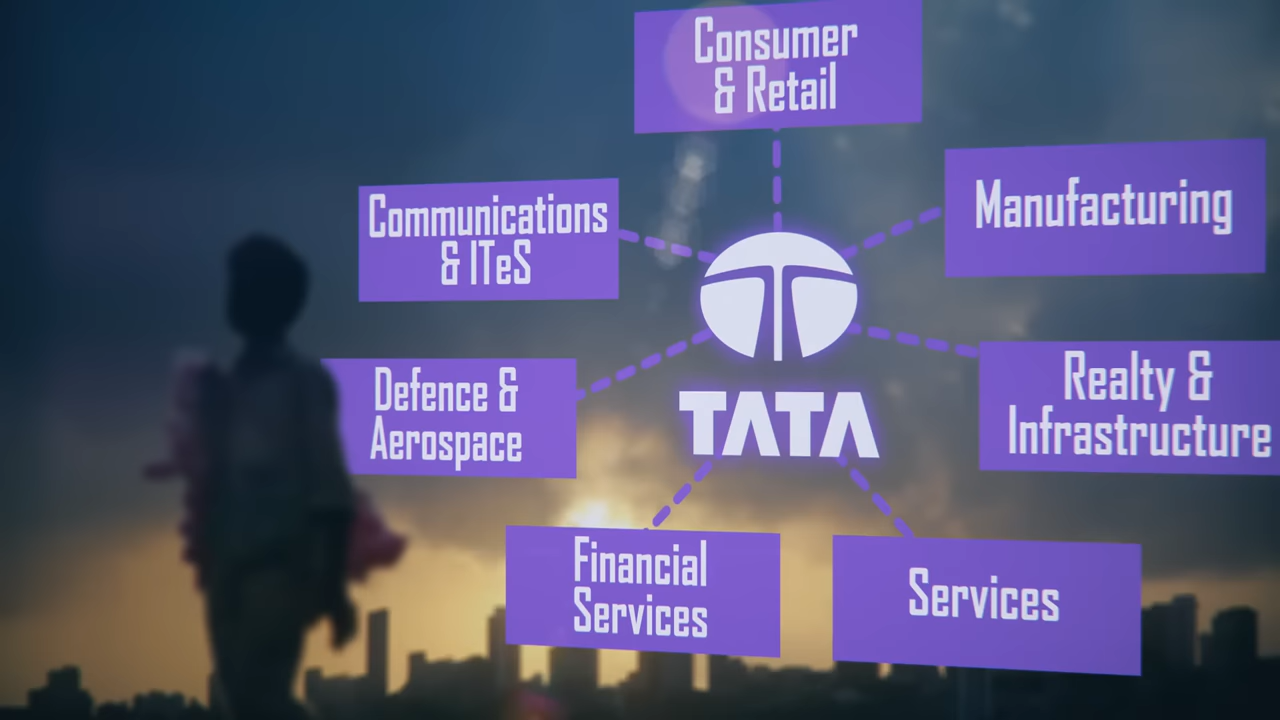 Consumer
& Retail
Communications
& ITeS
Manufacturing
TATA
Defence &
Aerospace
Realty &
Infrastructure
Financial
Services
Services